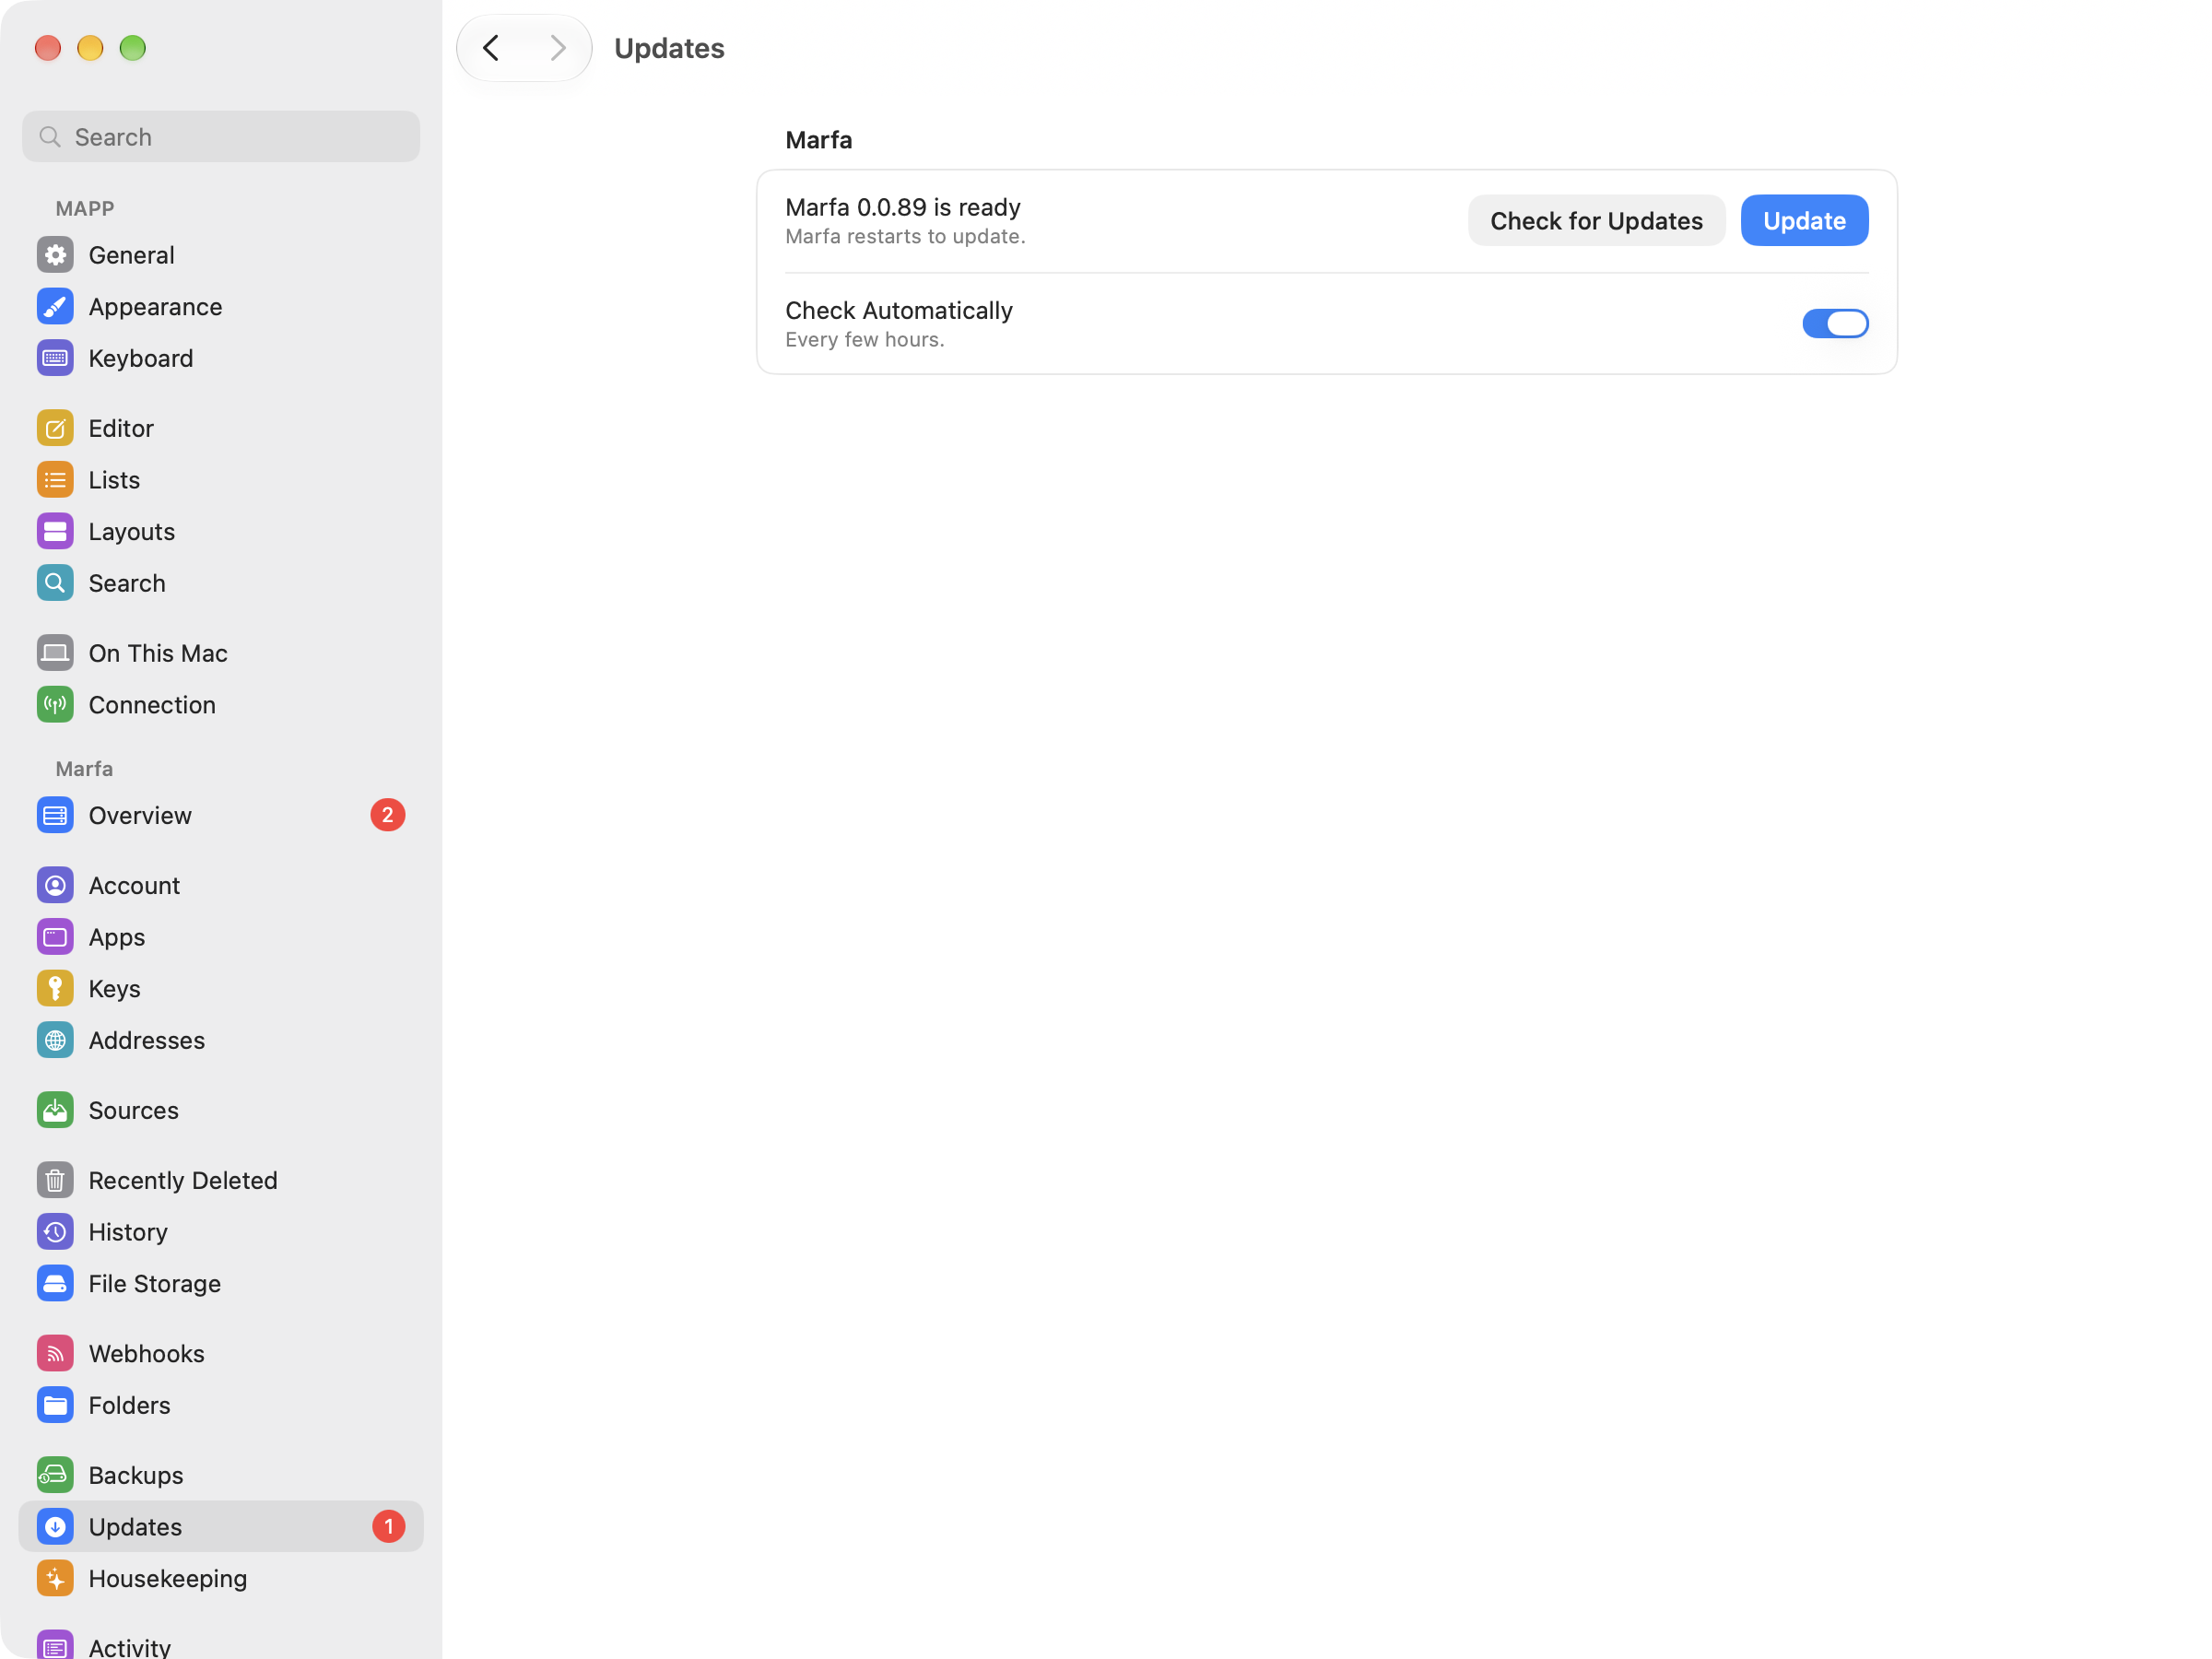 Updates
Search
MAPP
General
Appearance
Keyboard
Editor
Lists
Layouts
Search
On This Mac
Connection
Marfa
Overview 2
Account
Apps
Keys
Addresses
Sources
Recently Deleted
History
File Storage
Webhooks
Folders
Backups
Updates 1
Housekeeping
Activity
Marfa
Marfa 0.0.89 is ready
Marfa restarts to update.
Check for Updates Update
Check Automatically
Every few hours.